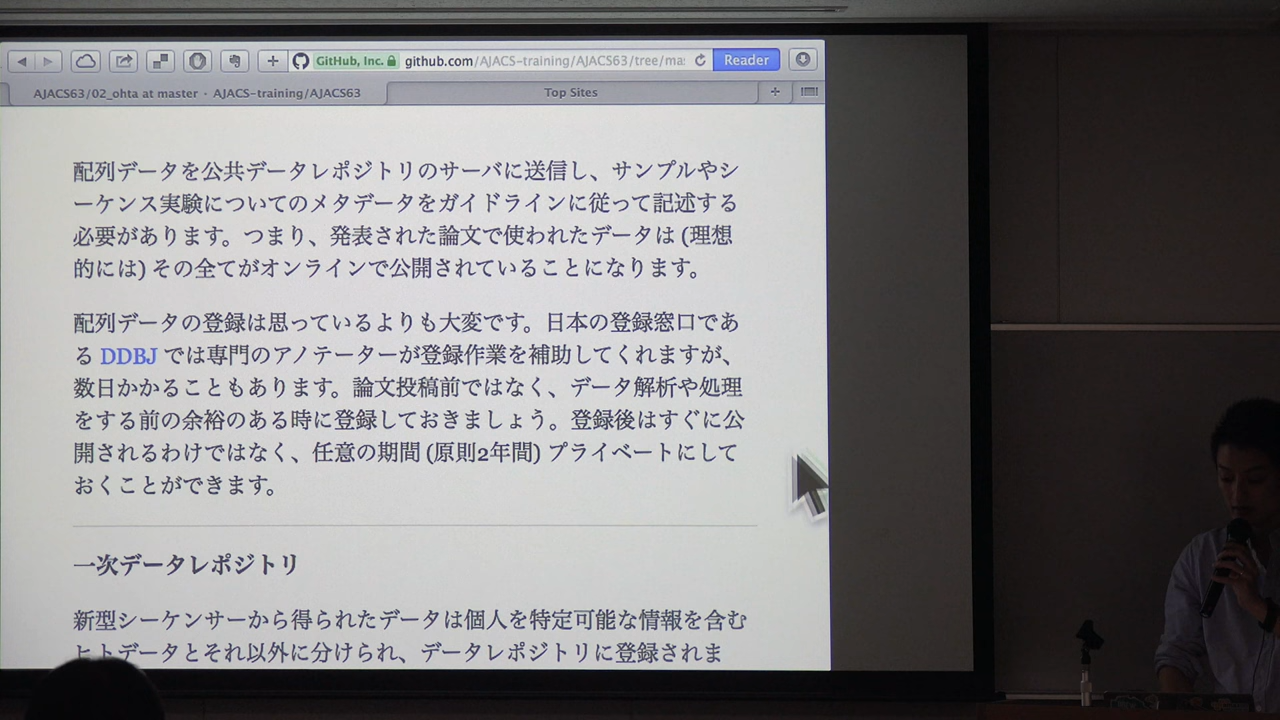 GitHub, Inc. github.com/AJACS-training/AJACS63/tree/ma Reader
AJACS63/02_ohta at master · AJACS-training/AJACS63 Top Sites
配列データを公共データレポジトリのサーバに送信し、サンプルやシ
ーケンス実験についてのメタデータをガイドラインに従って記述する
必要があります。つまり、発表された論文で使われたデータは (理想
的には) その全てがオンラインで公開されていることになります。
配列データの登録は思っているよりも大変です。日本の登録窓口であ
る DDBJ では専門のアノテーターが登録作業を補助してくれますが、
数日かかることもあります。論文投稿前ではなく、データ解析や処理
をする前の余裕のある時に登録しておきましょう。登録後はすぐに公
開されるわけではなく、任意の期間 (原則2年間) プライベートにして
おくことができます。
一次データレポジトリ
新型シーケンサーから得られたデータは個人を特定可能な情報を含む
ヒトデータとそれ以外に分けられ、データレポジトリに登録されま